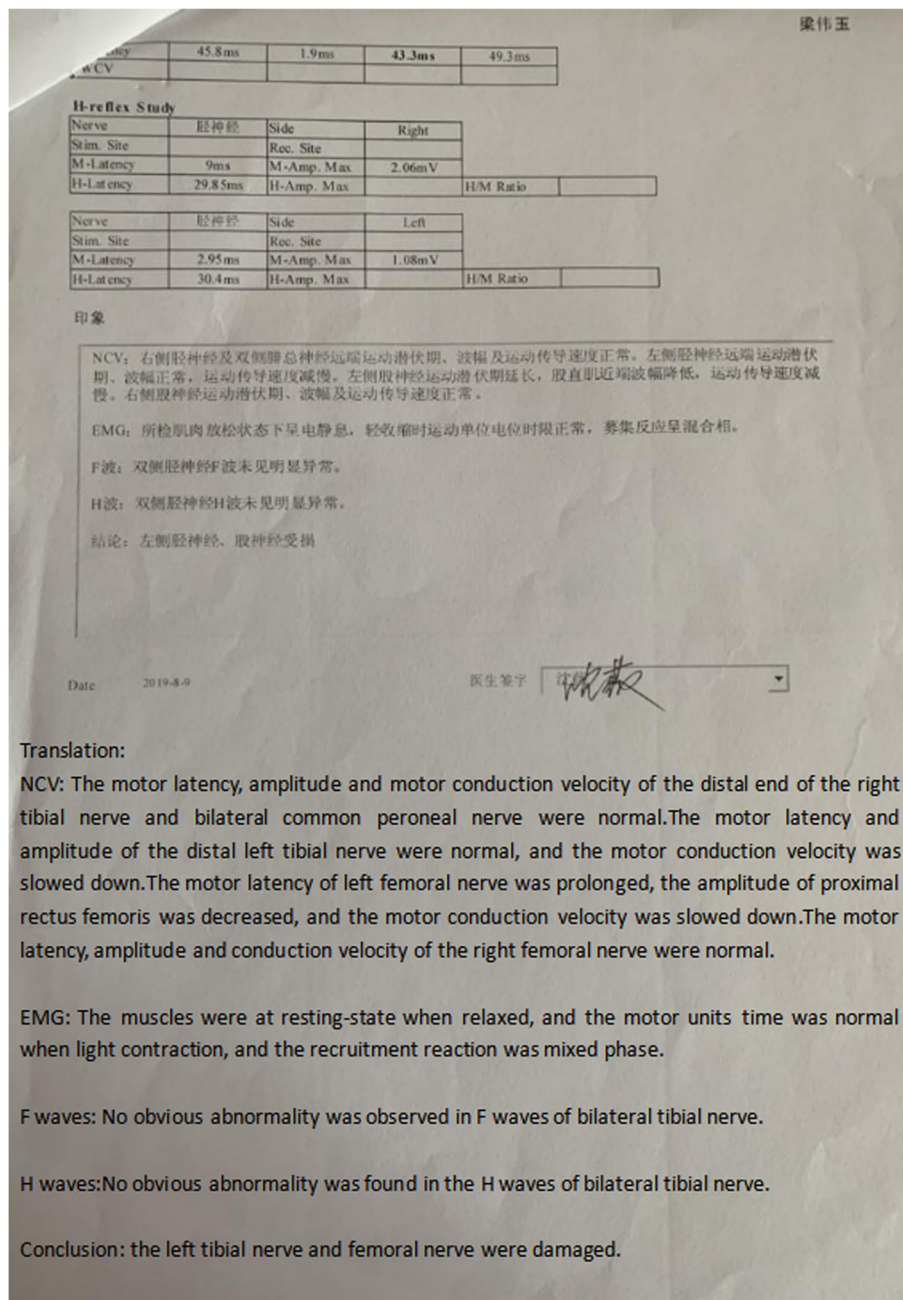 梁伟玉
45.8ms 1.9ms 43.3ms 49.3ms
WCV
H-reflex Study
Nerve 胫神经 Side Right
Stim. Site Rec. Site
M-Latency 9ms M-Amp. Max 2.06mV
H-Latency 29.85ms H-Amp. Max H/M Ratio
Nerve 胫神经 Side Left
Stim. Site Rec. Site
M-Latency 2.95ms M-Amp. Max 1.08mV
H-Latency 30.4ms H-Amp. Max H/M Ratio
印象
NCV：右侧胫神经及双侧腓总神经远端运动潜伏期、波幅及运动传导速度正常。左侧胫神经远端运动潜伏
期、波幅正常，运动传导速度减慢。左侧股神经运动潜伏期延长，股直肌近端波幅降低，运动传导速度减
慢。右侧股神经运动潜伏期、波幅及运动传导速度正常。
EMG：所检肌肉放松状态下呈电静息，轻收缩时运动单位电位时限正常，募集反应呈混合相。
F波：双侧胫神经F波未见明显异常。
H波：双侧胫神经H波未见明显异常。
结论：左侧胫神经、股神经受损
Date 2019-8-9 医生签字
Translation:
NCV: The motor latency, amplitude and motor conduction velocity of the distal end of the right
tibial nerve and bilateral common peroneal nerve were normal.The motor latency and
amplitude of the distal left tibial nerve were normal, and the motor conduction velocity was
slowed down.The motor latency of left femoral nerve was prolonged, the amplitude of proximal
rectus femoris was decreased, and the motor conduction velocity was slowed down.The motor
latency, amplitude and conduction velocity of the right femoral nerve were normal.
EMG: The muscles were at resting-state when relaxed, and the motor units time was normal
when light contraction, and the recruitment reaction was mixed phase.
F waves: No obvious abnormality was observed in F waves of bilateral tibial nerve.
H waves:No obvious abnormality was found in the H waves of bilateral tibial nerve.
Conclusion: the left tibial nerve and femoral nerve were damaged.